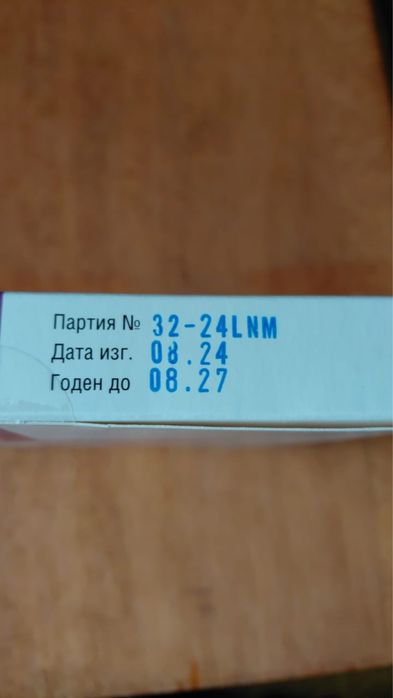 Партия № 32-24LNM
Дата изг. 08.24
Годен до 08.27